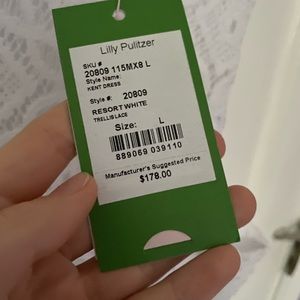 Lilly Pulitzer
SKU #
20809 115MX8 L
Style Name:
KENT DRESS
Style #: 20809
RESORT WHITE
TRELLIS LACE
Size: L
889069 039110
Manufacturer's Suggested Price
$178.00